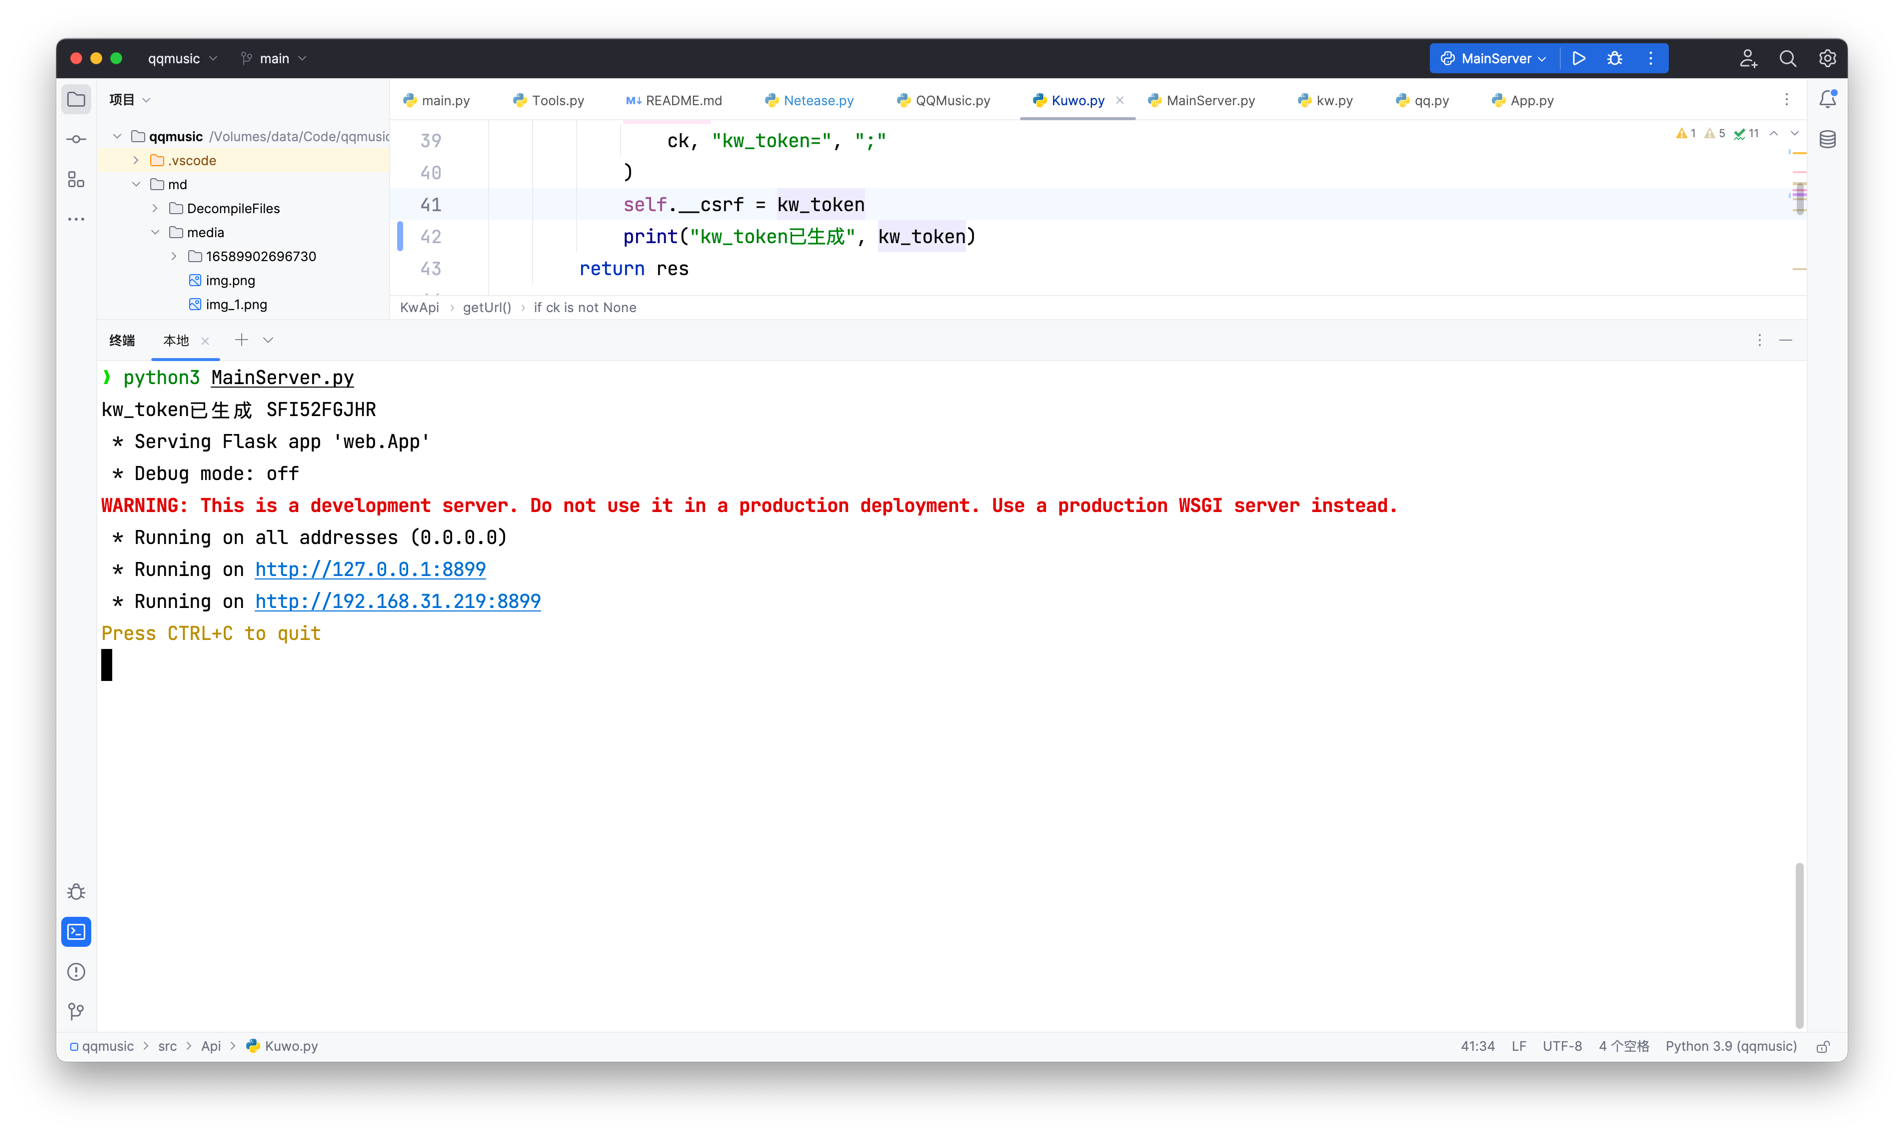 qqmusic main MainServer
项目
main.py Tools.py README.md Netease.py QQMusic.py Kuwo.py MainServer.py kw.py qq.py App.py
qqmusic /Volumes/data/Code/qqmusic
.vscode
md
DecompileFiles
media
16589902696730
img.png
img_1.png
39 ck, "kw_token=", ";"
40 )
41 self.__csrf = kw_token
42 print("kw_token已生成", kw_token)
43 return res
1 5 11
KwApi › getUrl() › if ck is not None
终端 本地
❯ python3 MainServer.py
kw_token已生成 SFI52FGJHR
* Serving Flask app 'web.App'
* Debug mode: off
WARNING: This is a development server. Do not use it in a production deployment. Use a production WSGI server instead.
* Running on all addresses (0.0.0.0)
* Running on http://127.0.0.1:8899
* Running on http://192.168.31.219:8899
Press CTRL+C to quit
qqmusic > src > Api > Kuwo.py
41:34 LF UTF-8 4 个空格 Python 3.9 (qqmusic)